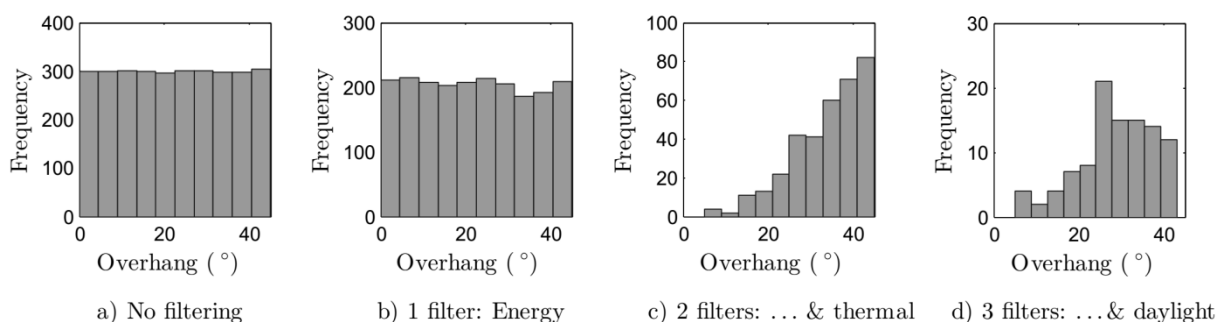 400
300
200
100
0
Frequency
0 20 40
Overhang ( °)
a) No filtering
300
200
100
0
Frequency
0 20 40
Overhang ( °)
b) 1 filter: Energy
100
80
60
40
20
0
Frequency
0 20 40
Overhang ( °)
c) 2 filters: ... & thermal
30
20
10
0
Frequency
0 20 40
Overhang ( °)
d) 3 filters: ... & daylight